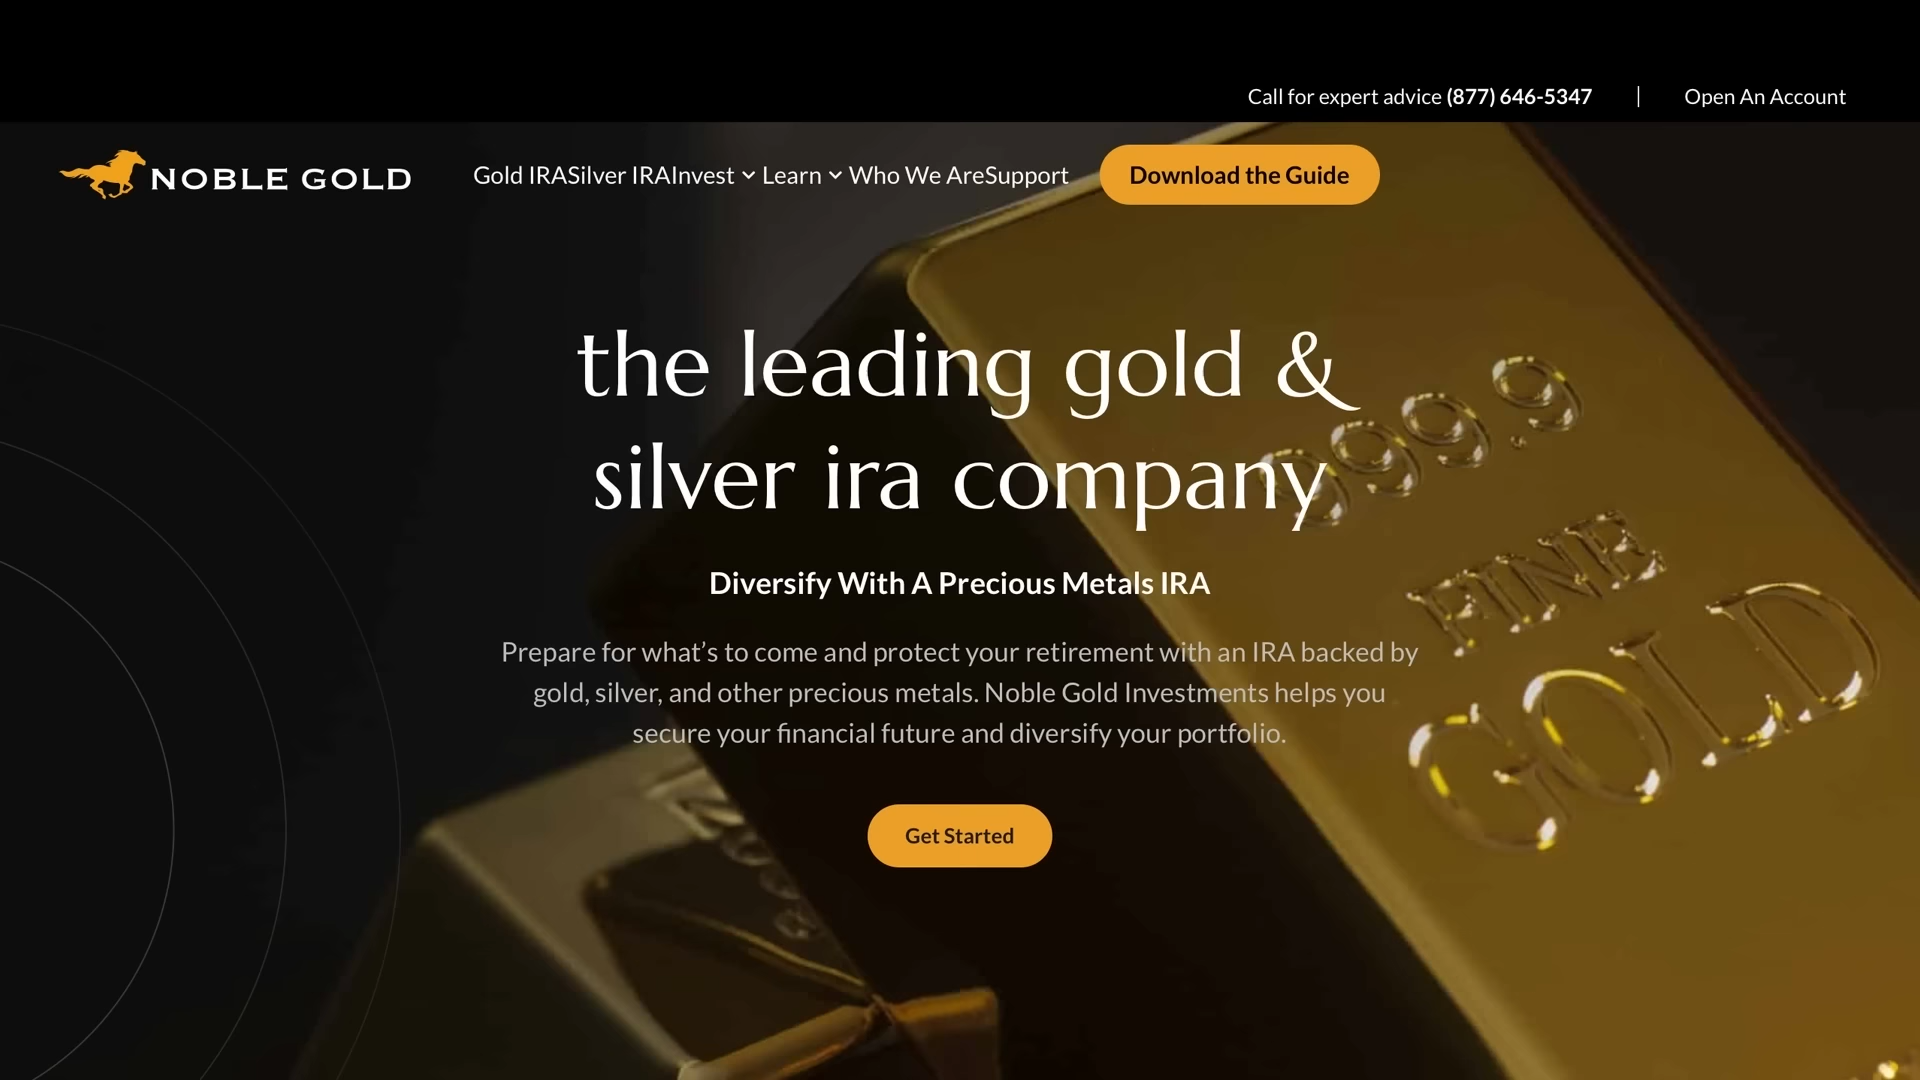 Call for expert advice (877) 646-5347 | Open An Account
NOBLE GOLD
Gold IRASilver IRAInvest Learn Who We AreSupport
Download the Guide
the leading gold &
silver ira company
999.9
FINE
GOLD
Diversify With A Precious Metals IRA
Prepare for what’s to come and protect your retirement with an IRA backed by
gold, silver, and other precious metals. Noble Gold Investments helps you
secure your financial future and diversify your portfolio.
Get Started